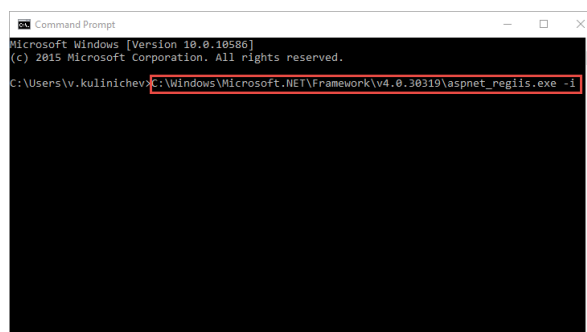 Command Prompt
Microsoft Windows [Version 10.0.10586]
(c) 2015 Microsoft Corporation. All rights reserved.
C:\Users\v.kulinichev>C:\Windows\Microsoft.NET\Framework\v4.0.30319\aspnet_regiis.exe -i